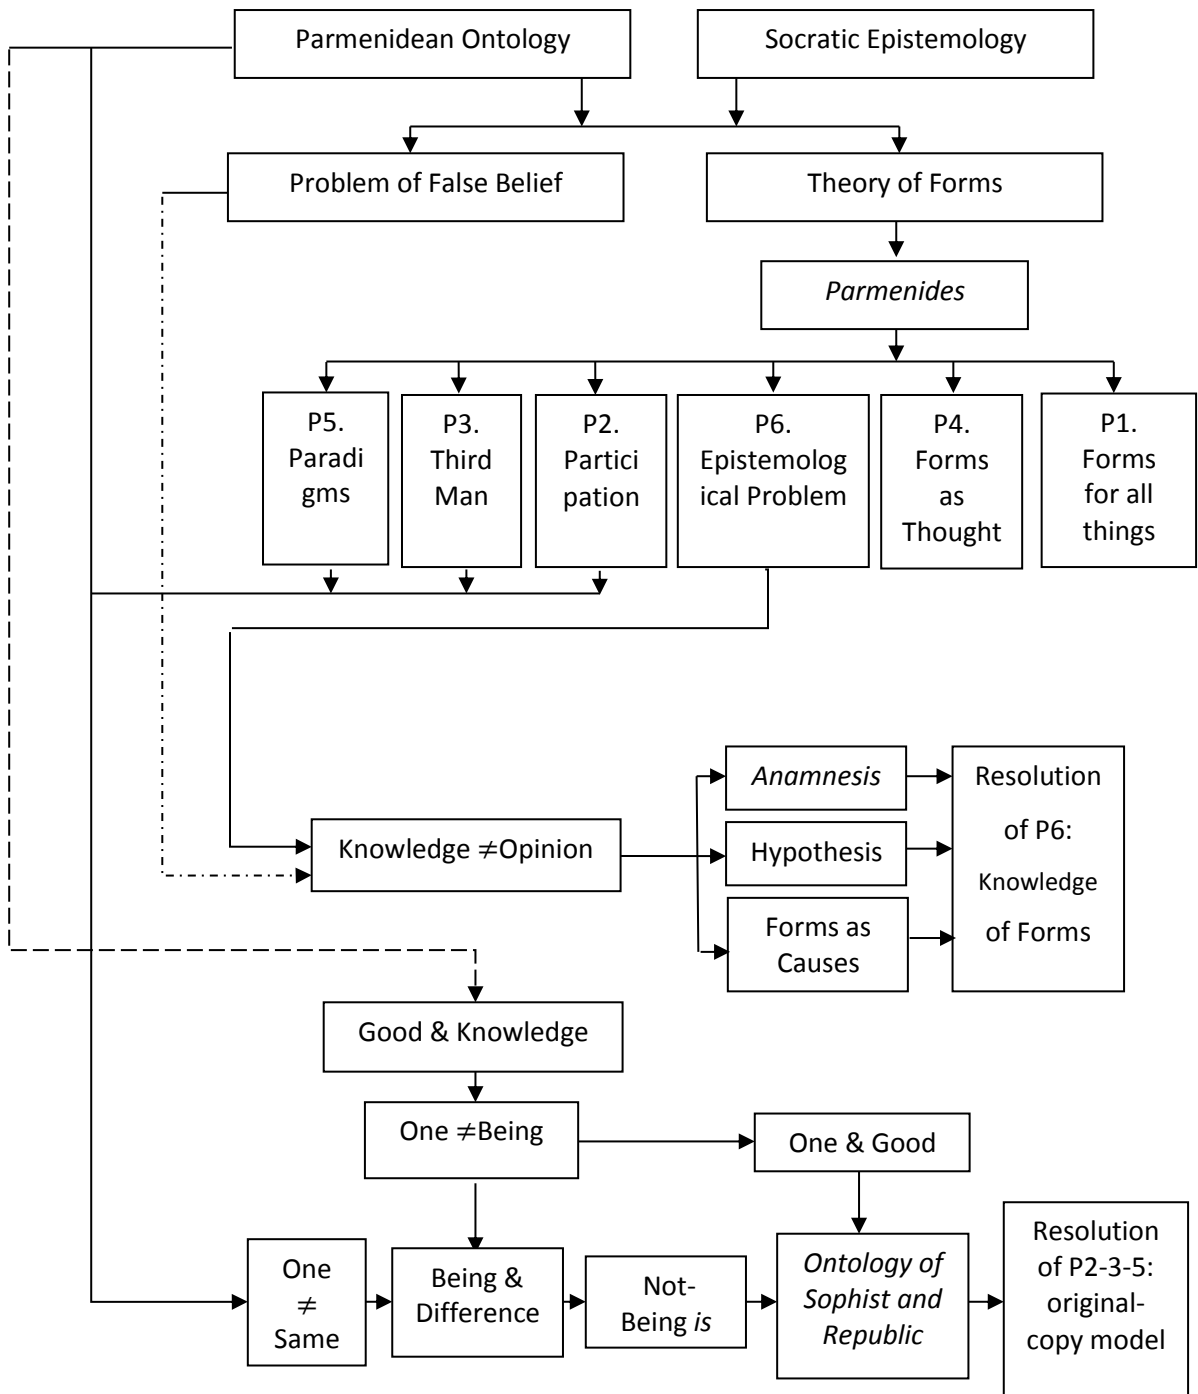 Parmenidean Ontology
Socratic Epistemology
Problem of False Belief
Theory of Forms
Parmenides
P5.
Paradi
gms
P3.
Third
Man
P2.
Partici
pation
P6.
Epistemolog
ical Problem
P4.
Forms
as
Thought
P1.
Forms
for all
things
Knowledge ≠Opinion
Anamnesis
Hypothesis
Forms as
Causes
Resolution
of P6:
Knowledge
of Forms
Good & Knowledge
One ≠Being
One & Good
One
≠
Same
Being &
Difference
Not-
Being is
Ontology of
Sophist and
Republic
Resolution
of P2-3-5:
original-
copy model